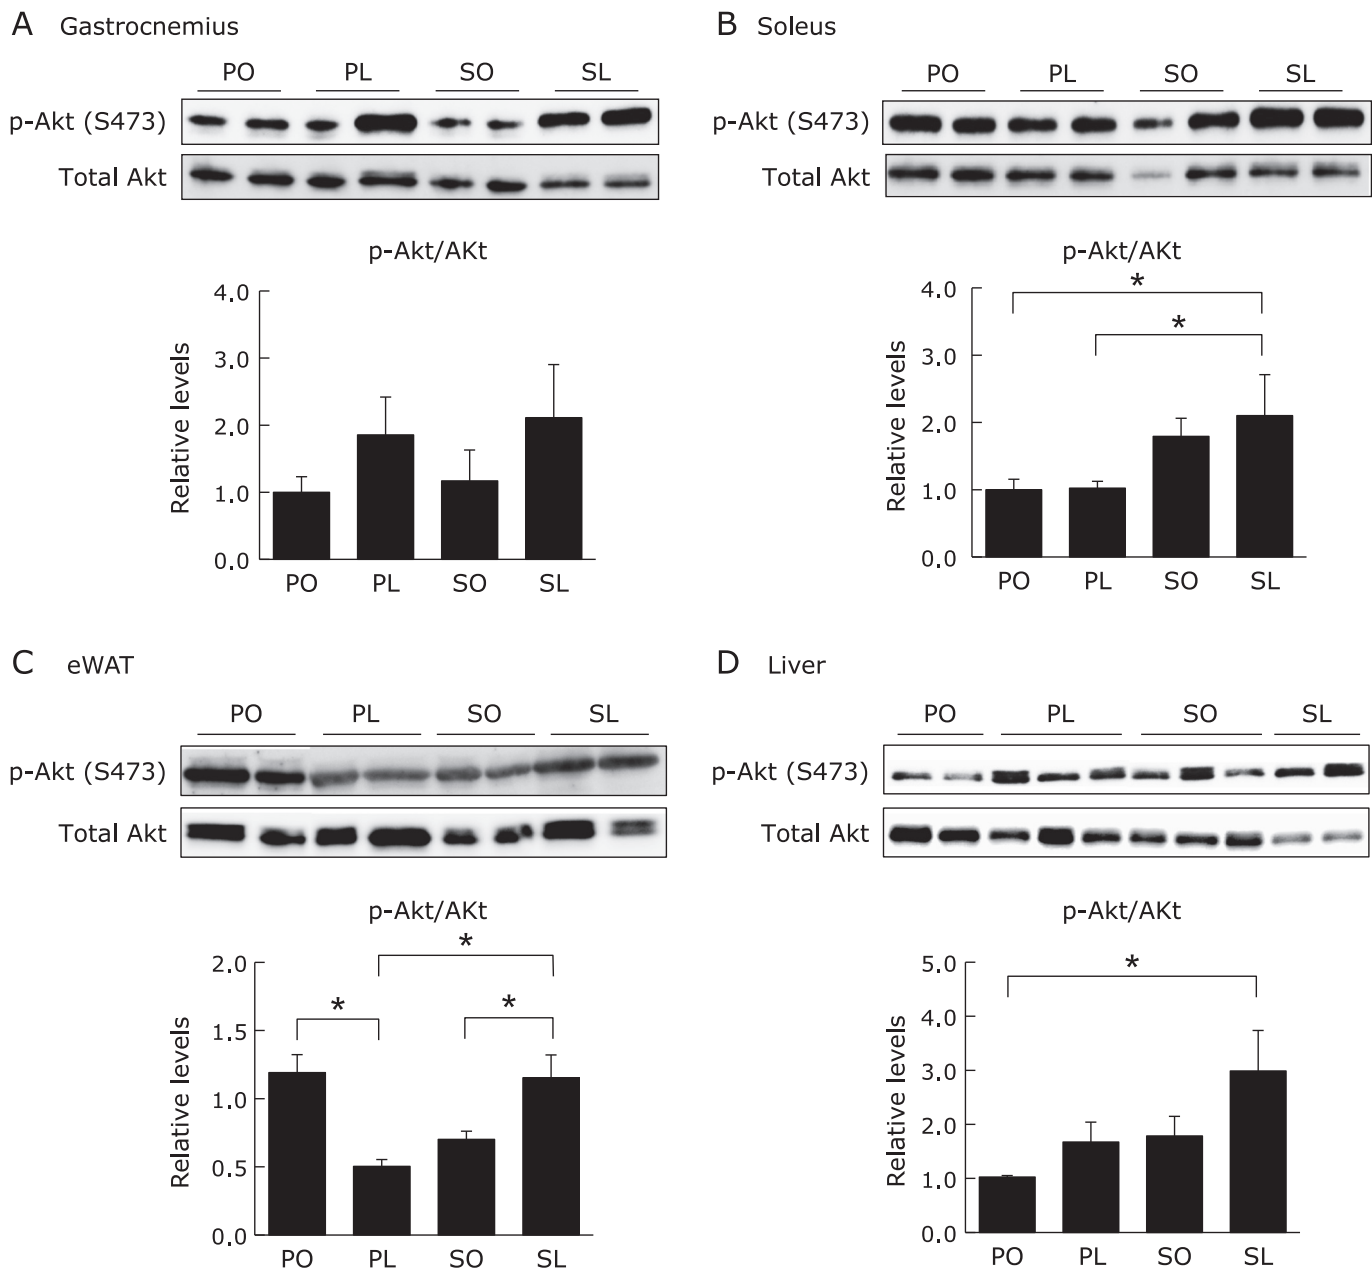 A Gastrocnemius
PO PL SO SL
p-Akt (S473)
Total Akt
p-Akt/AKt
Relative levels
4.0
3.0
2.0
1.0
0.0
PO PL SO SL
B Soleus
PO PL SO SL
p-Akt (S473)
Total Akt
p-Akt/AKt
Relative levels
4.0
3.0
2.0
1.0
0.0
*
*
PO PL SO SL
C eWAT
PO PL SO SL
p-Akt (S473)
Total Akt
p-Akt/AKt
Relative levels
2.0
1.5
1.0
0.5
0.0
*
* *
PO PL SO SL
D Liver
PO PL SO SL
p-Akt (S473)
Total Akt
p-Akt/AKt
Relative levels
5.0
4.0
3.0
2.0
1.0
0.0
*
PO PL SO SL